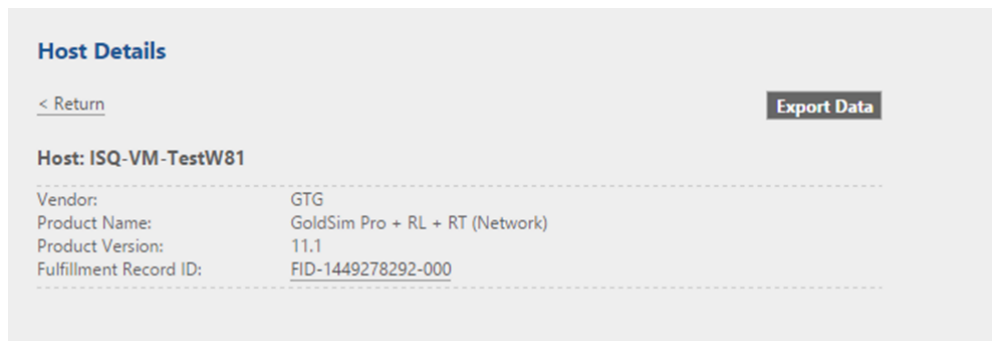 Host Details
< Return
Export Data
Host: ISQ-VM-TestW81
Vendor: GTG
Product Name: GoldSim Pro + RL + RT (Network)
Product Version: 11.1
Fulfillment Record ID: FID-1449278292-000